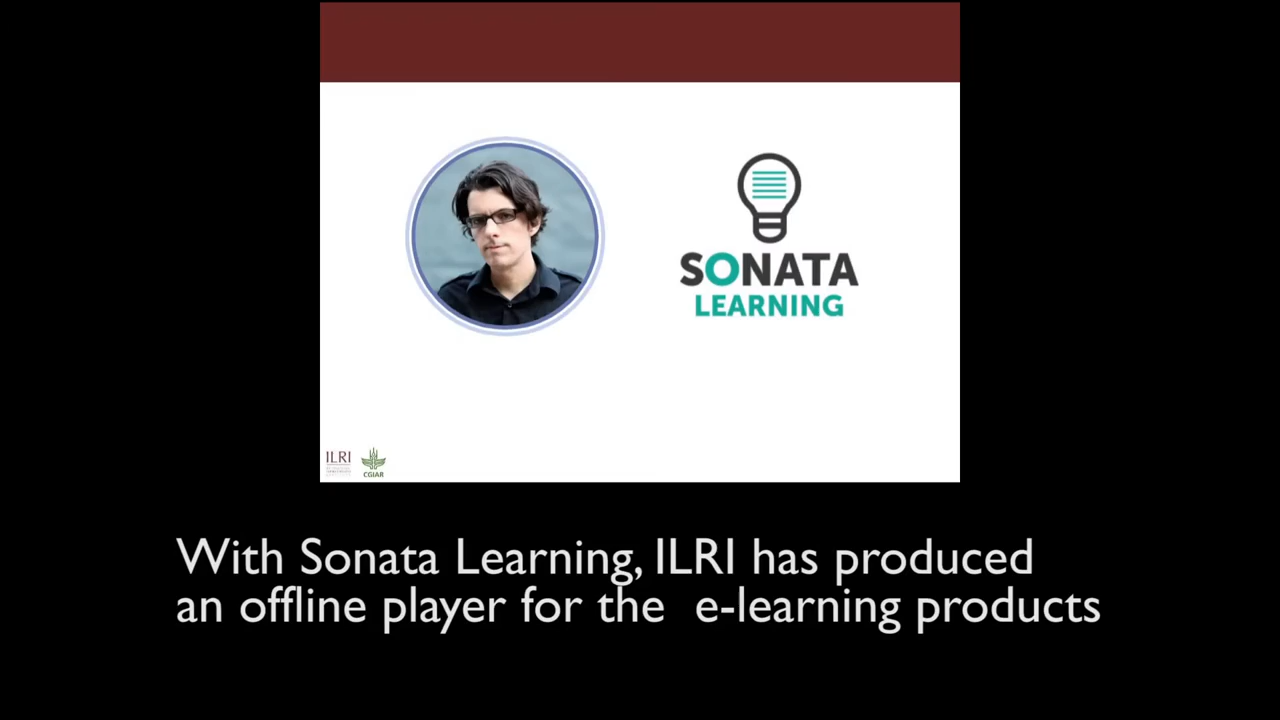 SONATA
LEARNING
ILRI
CGIAR
With Sonata Learning, ILRI has produced
an offline player for the  e-learning products